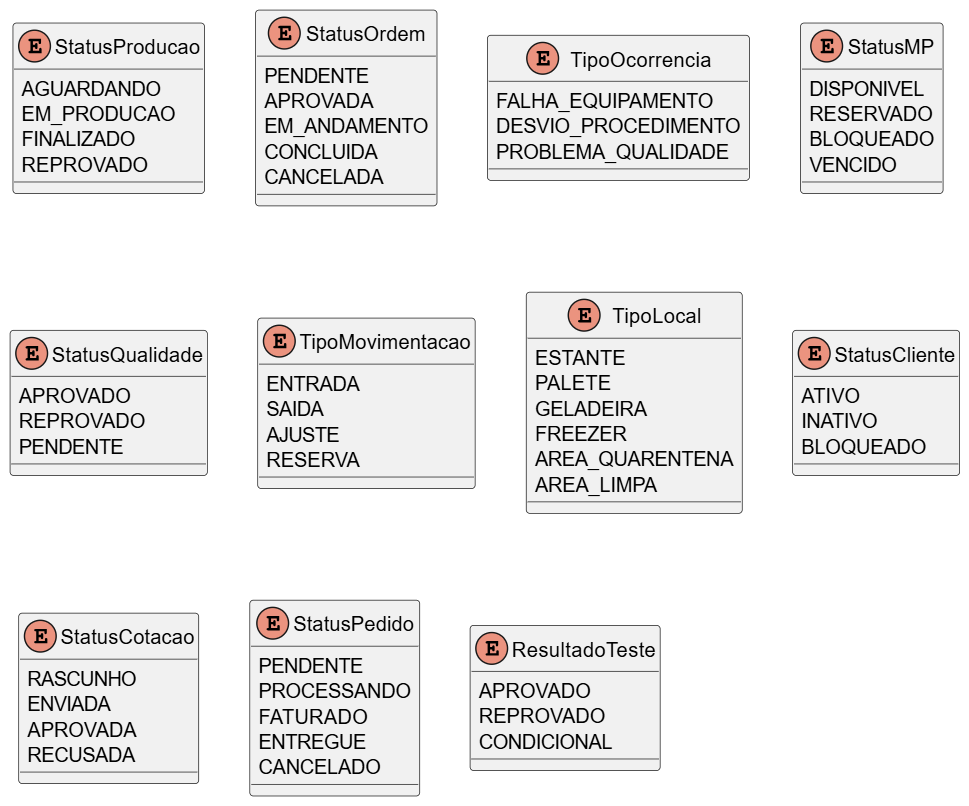 E StatusProducao
AGUARDANDO
EM_PRODUCAO
FINALIZADO
REPROVADO
E StatusOrdem
PENDENTE
APROVADA
EM_ANDAMENTO
CONCLUIDA
CANCELADA
E TipoOcorrencia
FALHA_EQUIPAMENTO
DESVIO_PROCEDIMENTO
PROBLEMA_QUALIDADE
E StatusMP
DISPONIVEL
RESERVADO
BLOQUEADO
VENCIDO
E StatusQualidade
APROVADO
REPROVADO
PENDENTE
E TipoMovimentacao
ENTRADA
SAIDA
AJUSTE
RESERVA
E TipoLocal
ESTANTE
PALETE
GELADEIRA
FREEZER
AREA_QUARENTENA
AREA_LIMPA
E StatusCliente
ATIVO
INATIVO
BLOQUEADO
E StatusCotacao
RASCUNHO
ENVIADA
APROVADA
RECUSADA
E StatusPedido
PENDENTE
PROCESSANDO
FATURADO
ENTREGUE
CANCELADO
E ResultadoTeste
APROVADO
REPROVADO
CONDICIONAL